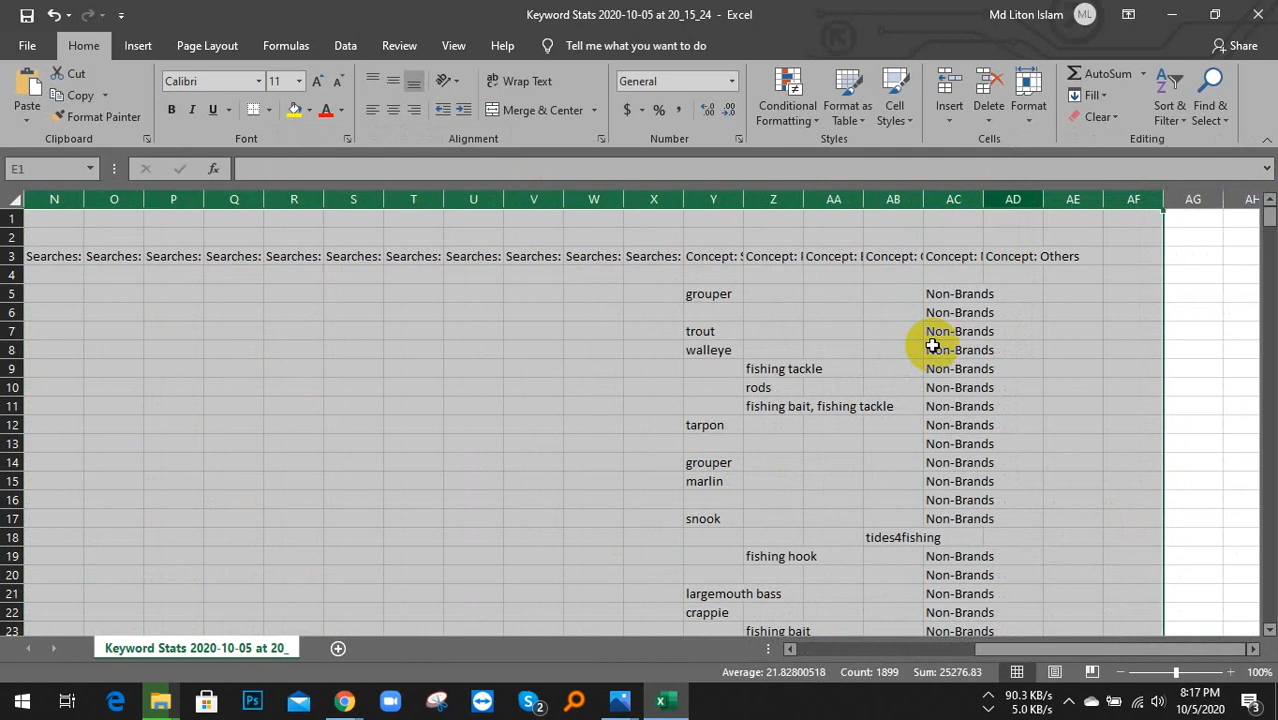 Keyword Stats 2020-10-05 at 20_15_24 - Excel
Md Liton Islam
ML
File Home Insert Page Layout Formulas Data Review View Help Tell me what you want to do Share
Paste
Cut
Copy
Format Painter
Clipboard
Calibri 11
B I U
Font
Wrap Text
Merge & Center
Alignment
General
$ % ,
Number
Conditional Formatting
Format as Table
Cell Styles
Styles
Insert
Delete
Format
Cells
AutoSum
Fill
Clear
Sort & Filter
Find & Select
Editing
E1
fx
N O P Q R S T U V W X Y Z AA AB AC AD AE AF AG AH
1
2
3 Searches: Searches: Searches: Searches: Searches: Searches: Searches: Searches: Searches: Searches: Searches: Concept: Concept: Concept: Concept: Concept: Concept: Others
4
5 grouper Non-Brands
6 Non-Brands
7 trout Non-Brands
8 walleye Non-Brands
9 fishing tackle Non-Brands
10 rods Non-Brands
11 fishing bait, fishing tackle Non-Brands
12 tarpon Non-Brands
13 Non-Brands
14 grouper Non-Brands
15 marlin Non-Brands
16 Non-Brands
17 snook Non-Brands
18 tides4fishing
19 fishing hook Non-Brands
20 Non-Brands
21 largemouth bass Non-Brands
22 crappie Non-Brands
23 fishing bait Non-Brands
Keyword Stats 2020-10-05 at 20_
Average: 21.82800518 Count: 1899 Sum: 25276.83 100%
90.3 KB/s
5.0 KB/s
8:17 PM
10/5/2020
Ps
2
3